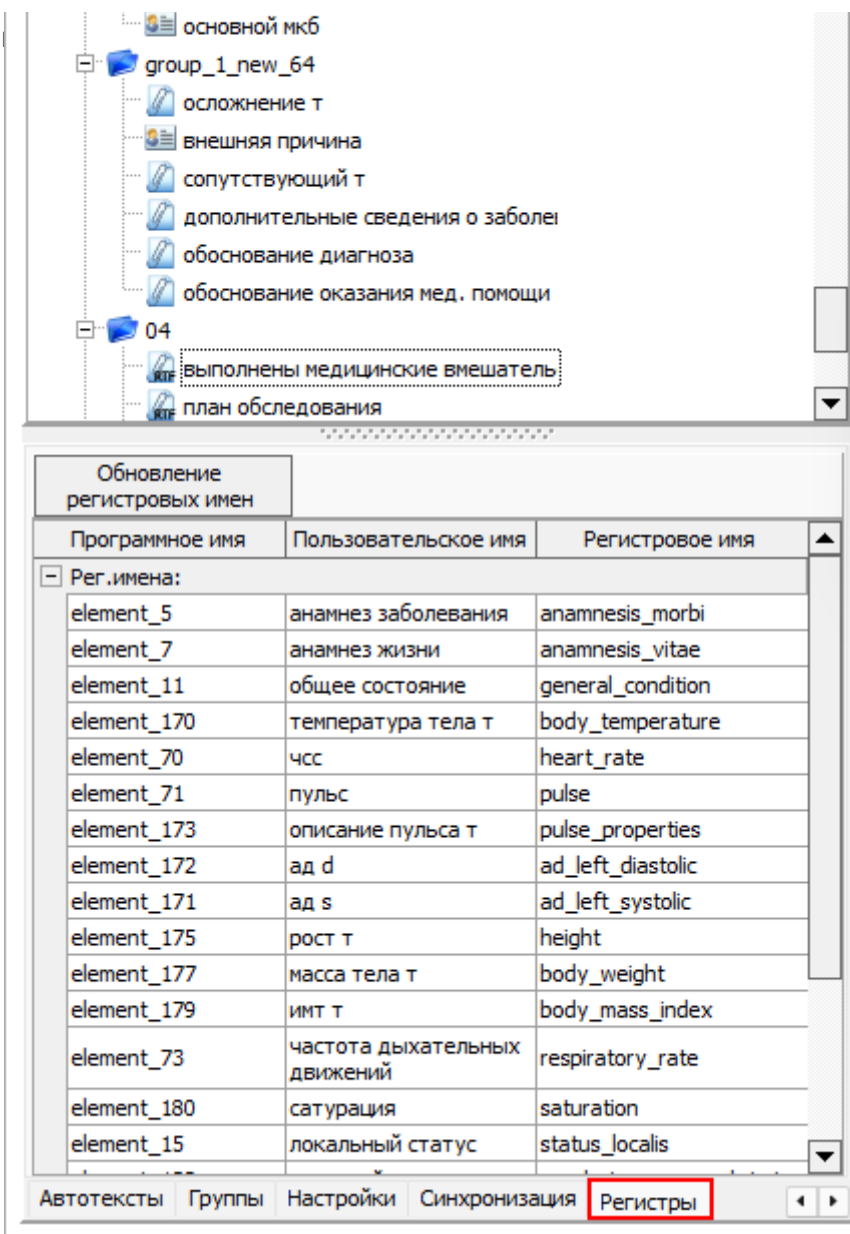 основной мкб
group_1_new_64
осложнение т
внешняя причина
сопутствующий т
дополнительные сведения о заболе
обоснование диагноза
обоснование оказания мед. помощи
04
RTF выполнены медицинские вмешатель
RTF план обследования
Обновление
регистровых имен
Программное имя Пользовательское имя Регистровое имя
Рег.имена:
element_5 анамнез заболевания anamnesis_morbi
element_7 анамнез жизни anamnesis_vitae
element_11 общее состояние general_condition
element_170 температура тела т body_temperature
element_70 чсс heart_rate
element_71 пульс pulse
element_173 описание пульса т pulse_properties
element_172 ад d ad_left_diastolic
element_171 ад s ad_left_systolic
element_175 рост т height
element_177 масса тела т body_weight
element_179 имт т body_mass_index
element_73 частота дыхательных движений respiratory_rate
element_180 сатурация saturation
element_15 локальный статус status_localis
Автотексты Группы Настройки Синхронизация Регистры